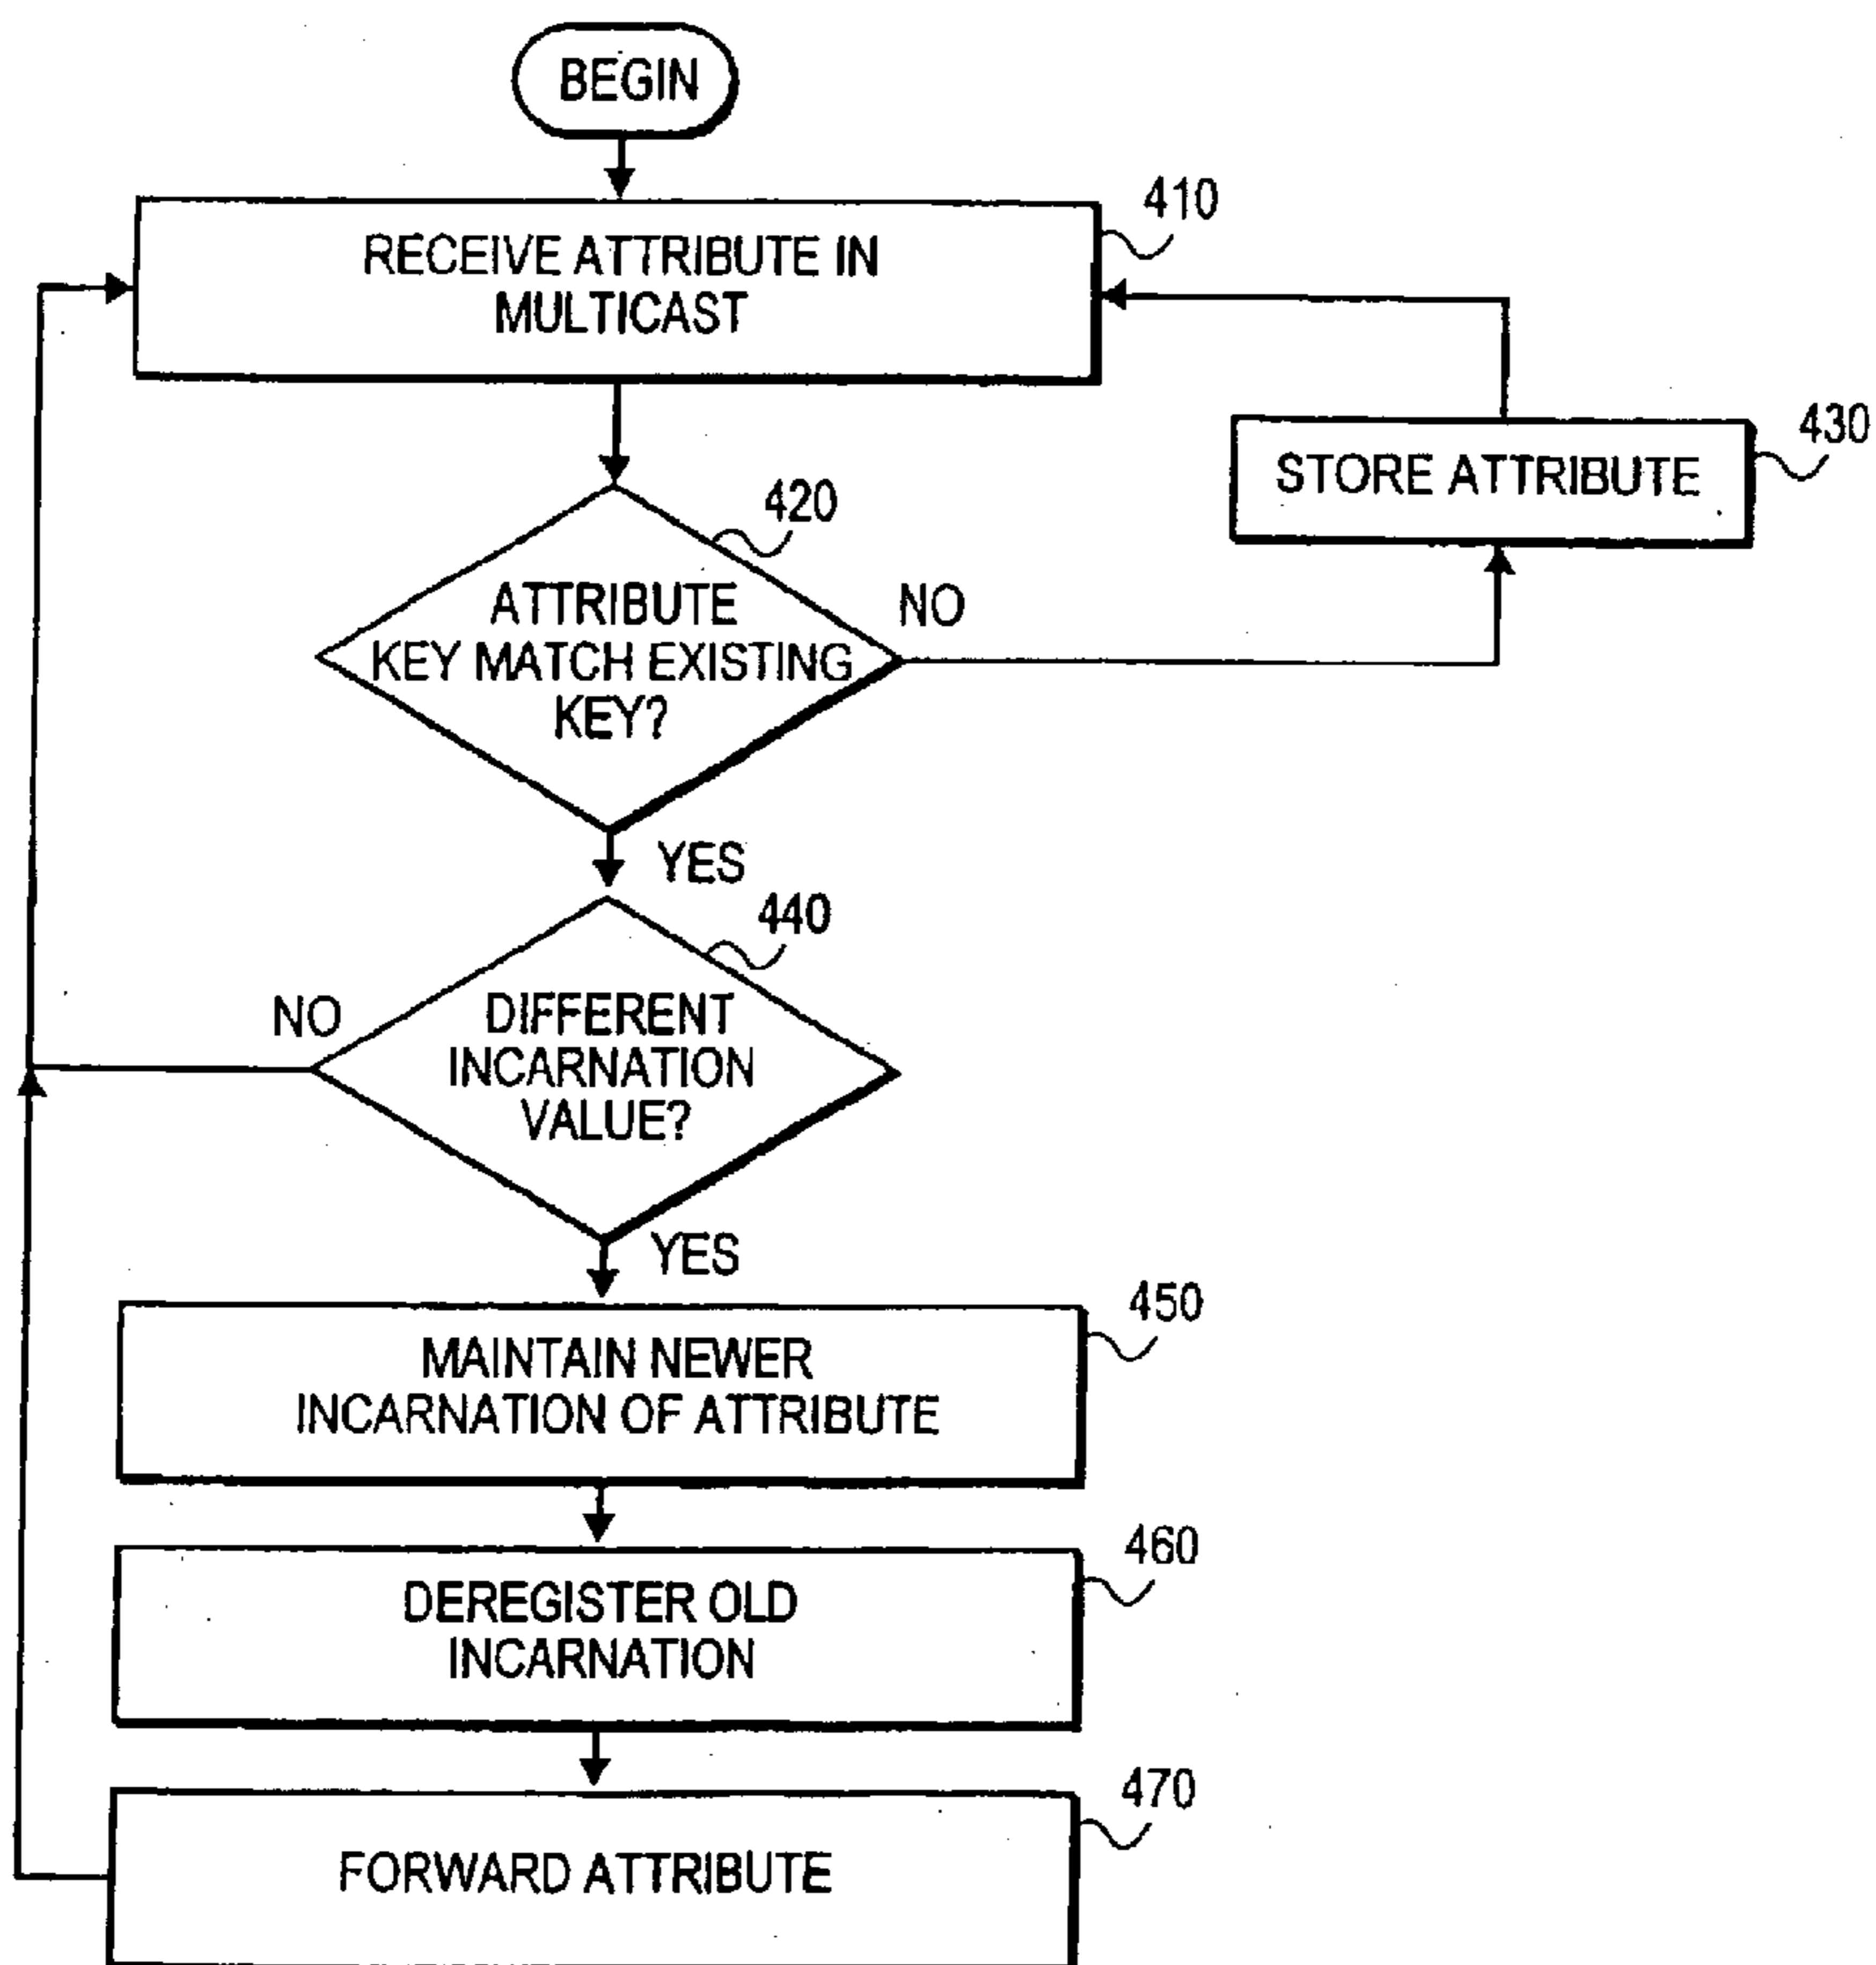 BEGIN
410
RECEIVE ATTRIBUTE IN
MULTICAST
430
STORE ATTRIBUTE
420
ATTRIBUTE
KEY MATCH EXISTING
KEY?
NO
YES
440
DIFFERENT
INCARNATION
VALUE?
NO
YES
450
MAINTAIN NEWER
INCARNATION OF ATTRIBUTE
460
DEREGISTER OLD
INCARNATION
470
FORWARD ATTRIBUTE